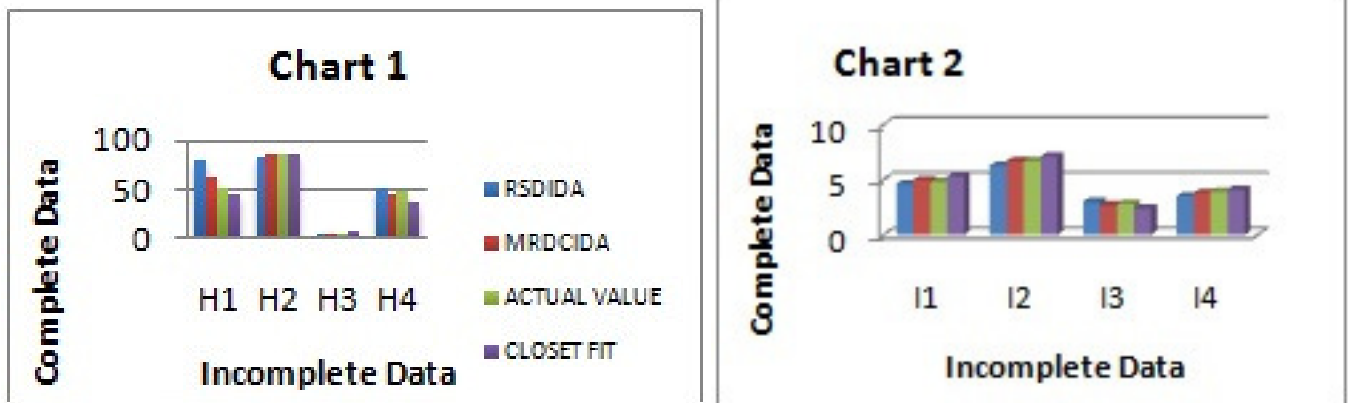 Chart 1
Complete Data
100
50
0
H1 H2 H3 H4
Incomplete Data
RSDIDA
MRDCIDA
ACTUAL VALUE
CLOSET FIT
Chart 2
Complete Data
10
5
0
I1 I2 I3 I4
Incomplete Data